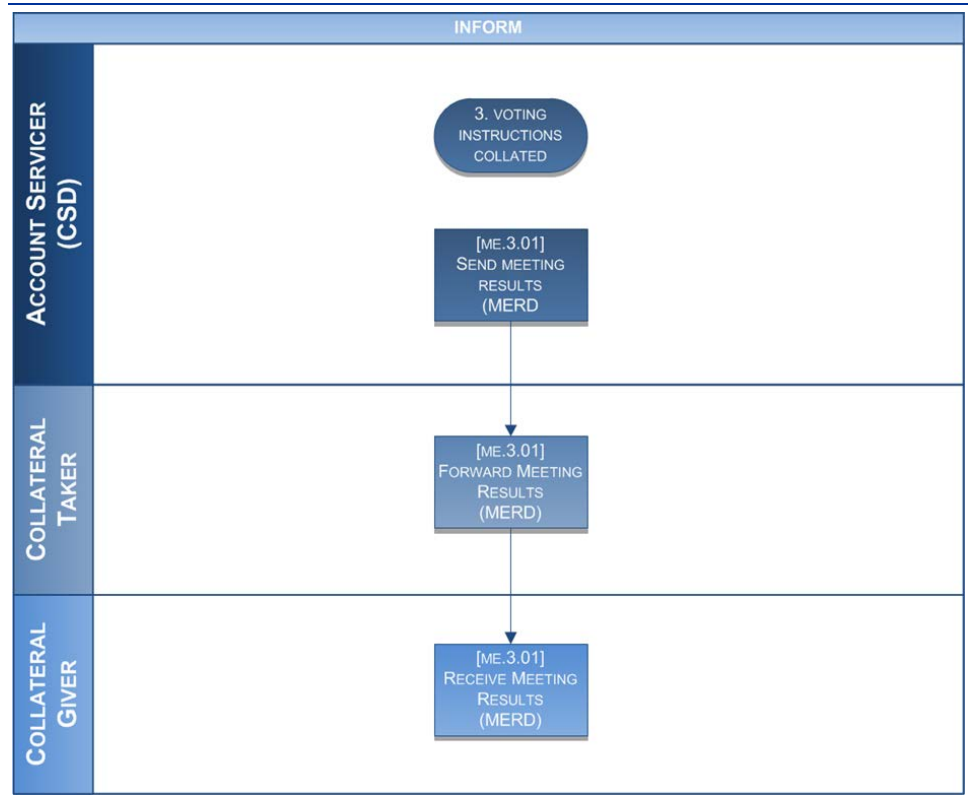 INFORM
ACCOUNT SERVICER
(CSD)
3. VOTING
INSTRUCTIONS
COLLATED
[ME.3.01]
SEND MEETING
RESULTS
(MERD
COLLATERAL
TAKER
[ME.3.01]
FORWARD MEETING
RESULTS
(MERD)
COLLATERAL
GIVER
[ME.3.01]
RECEIVE MEETING
RESULTS
(MERD)